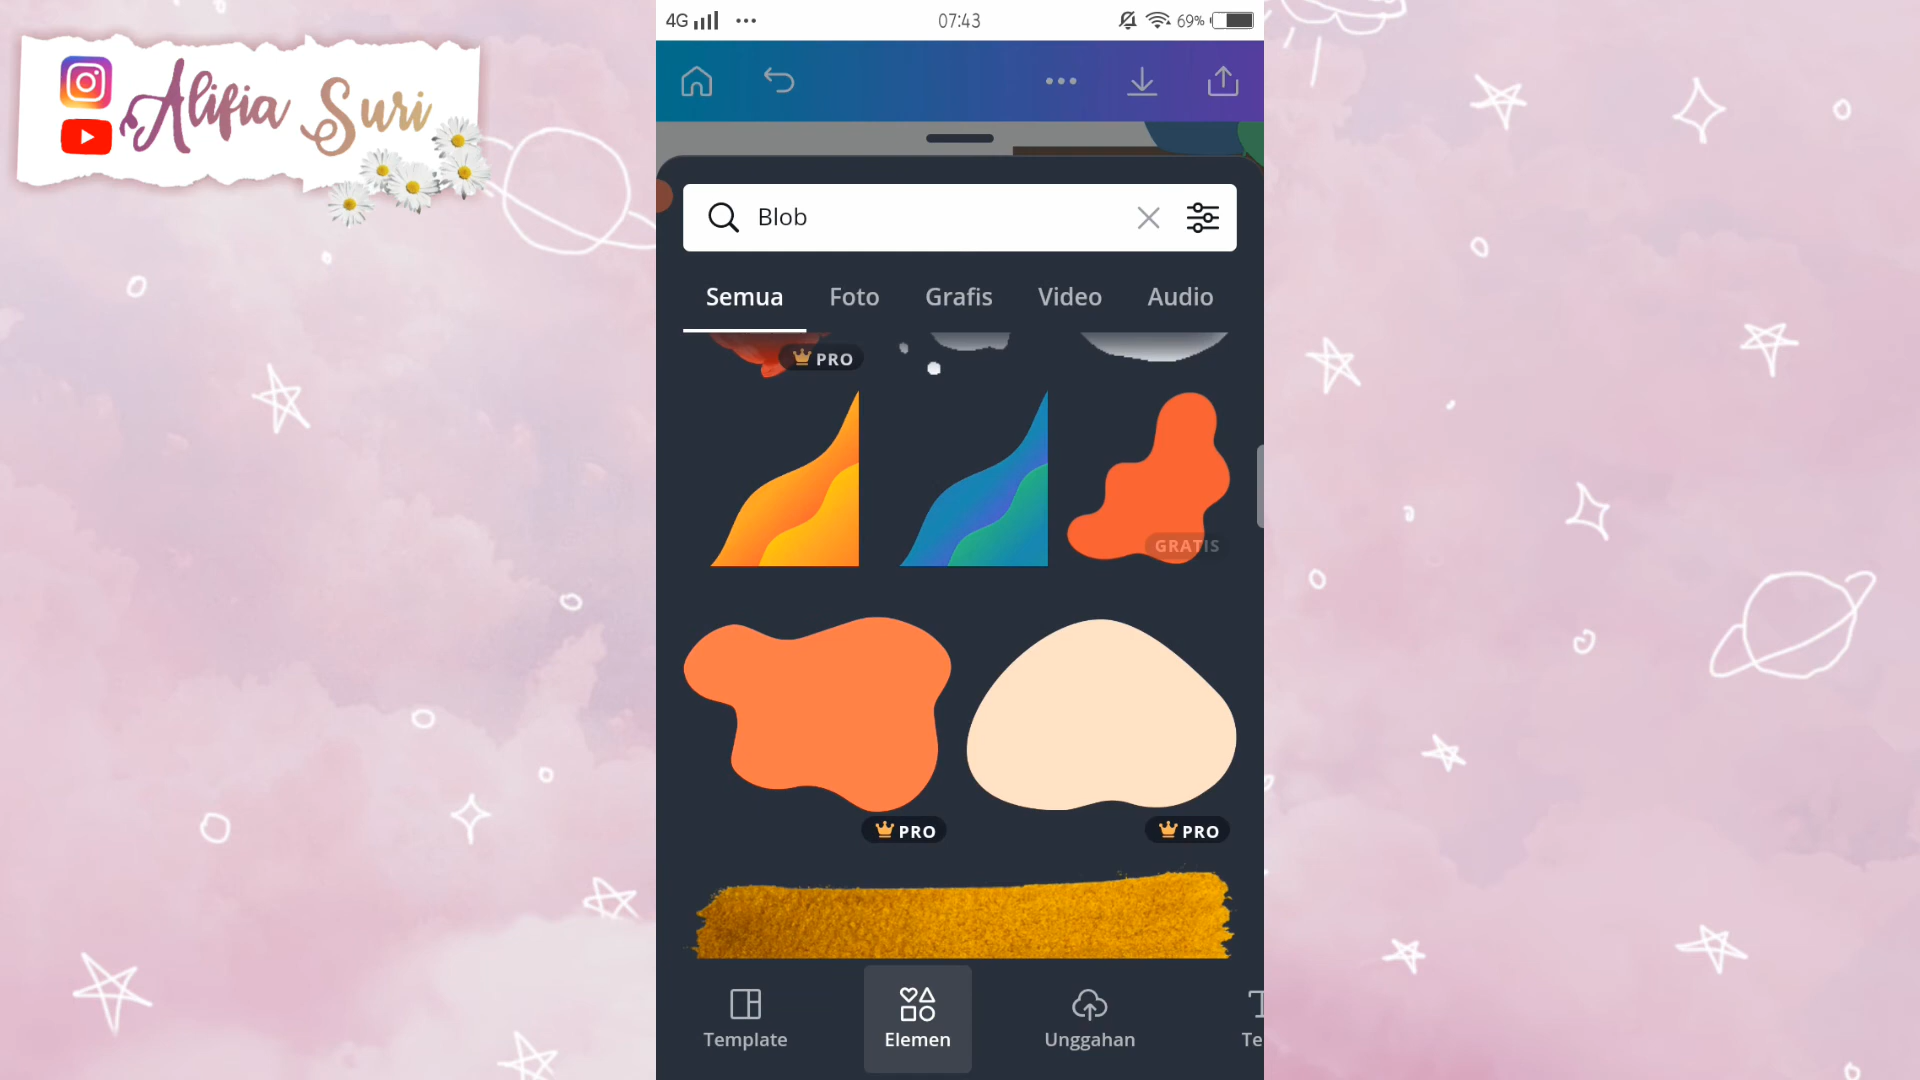 4G 07:43 69%
Alifia Suri
Blob
Semua Foto Grafis Video Audio
PRO
GRATIS
PRO PRO
Template Elemen Unggahan Te